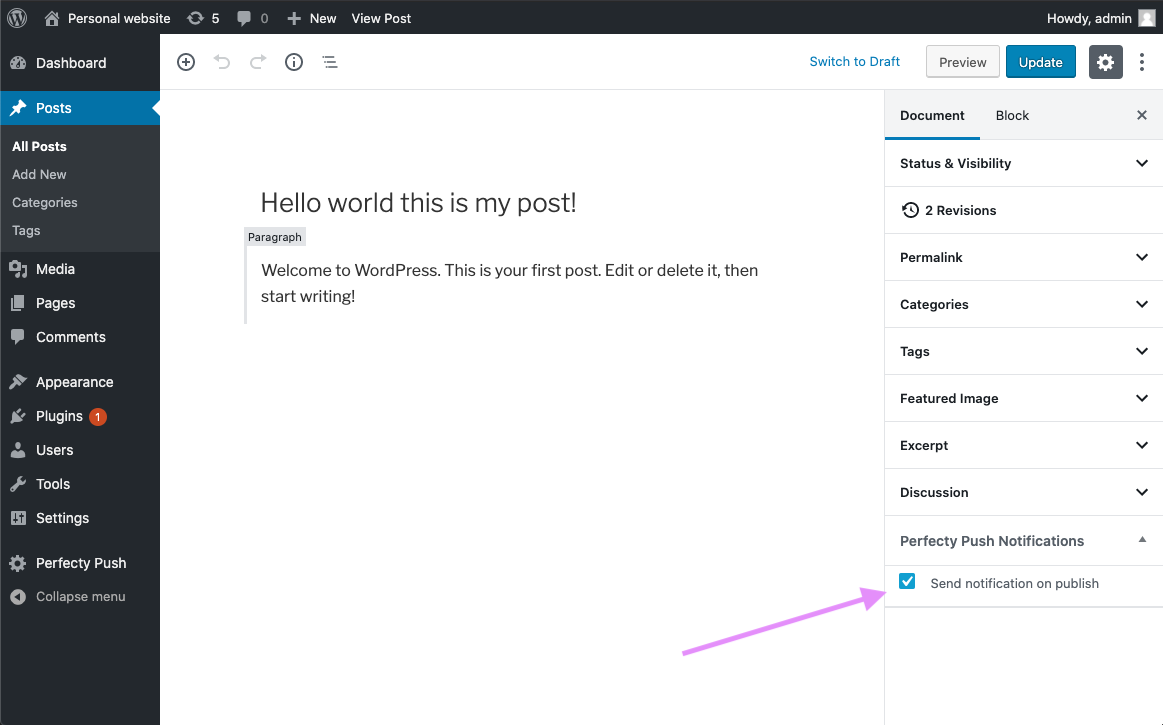 Personal website 5 0 New View Post Howdy, admin
Dashboard
Posts
All Posts
Add New
Categories
Tags
Media
Pages
Comments
Appearance
Plugins 1
Users
Tools
Settings
Perfecty Push
Collapse menu
Switch to Draft Preview Update
Hello world this is my post!
Paragraph
Welcome to WordPress. This is your first post. Edit or delete it, then
start writing!
Document Block
Status & Visibility
2 Revisions
Permalink
Categories
Tags
Featured Image
Excerpt
Discussion
Perfecty Push Notifications
Send notification on publish